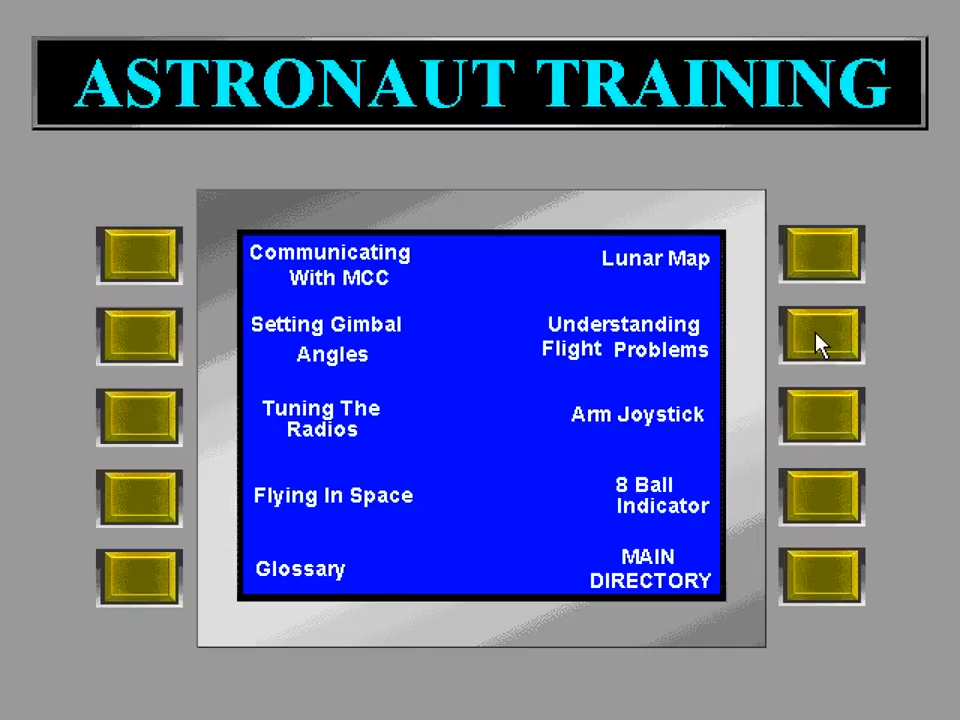 ASTRONAUT TRAINING
Communicating
With MCC
Lunar Map
Setting Gimbal
Angles
Understanding
Flight Problems
Tuning The
Radios
Arm Joystick
Flying In Space
8 Ball
Indicator
Glossary
MAIN
DIRECTORY